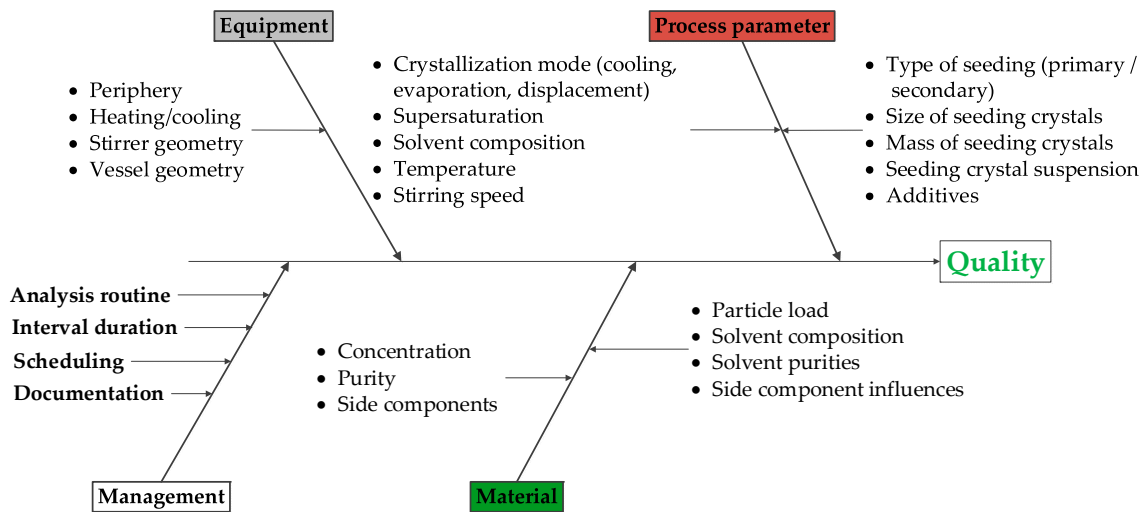 Equipment
Process parameter
• Periphery
• Heating/cooling
• Stirrer geometry
• Vessel geometry
• Crystallization mode (cooling,
evaporation, displacement)
• Supersaturation
• Solvent composition
• Temperature
• Stirring speed
• Type of seeding (primary /
secondary)
• Size of seeding crystals
• Mass of seeding crystals
• Seeding crystal suspension
• Additives
Quality
Analysis routine
Interval duration
Scheduling
Documentation
• Concentration
• Purity
• Side components
• Particle load
• Solvent composition
• Solvent purities
• Side component influences
Management
Material